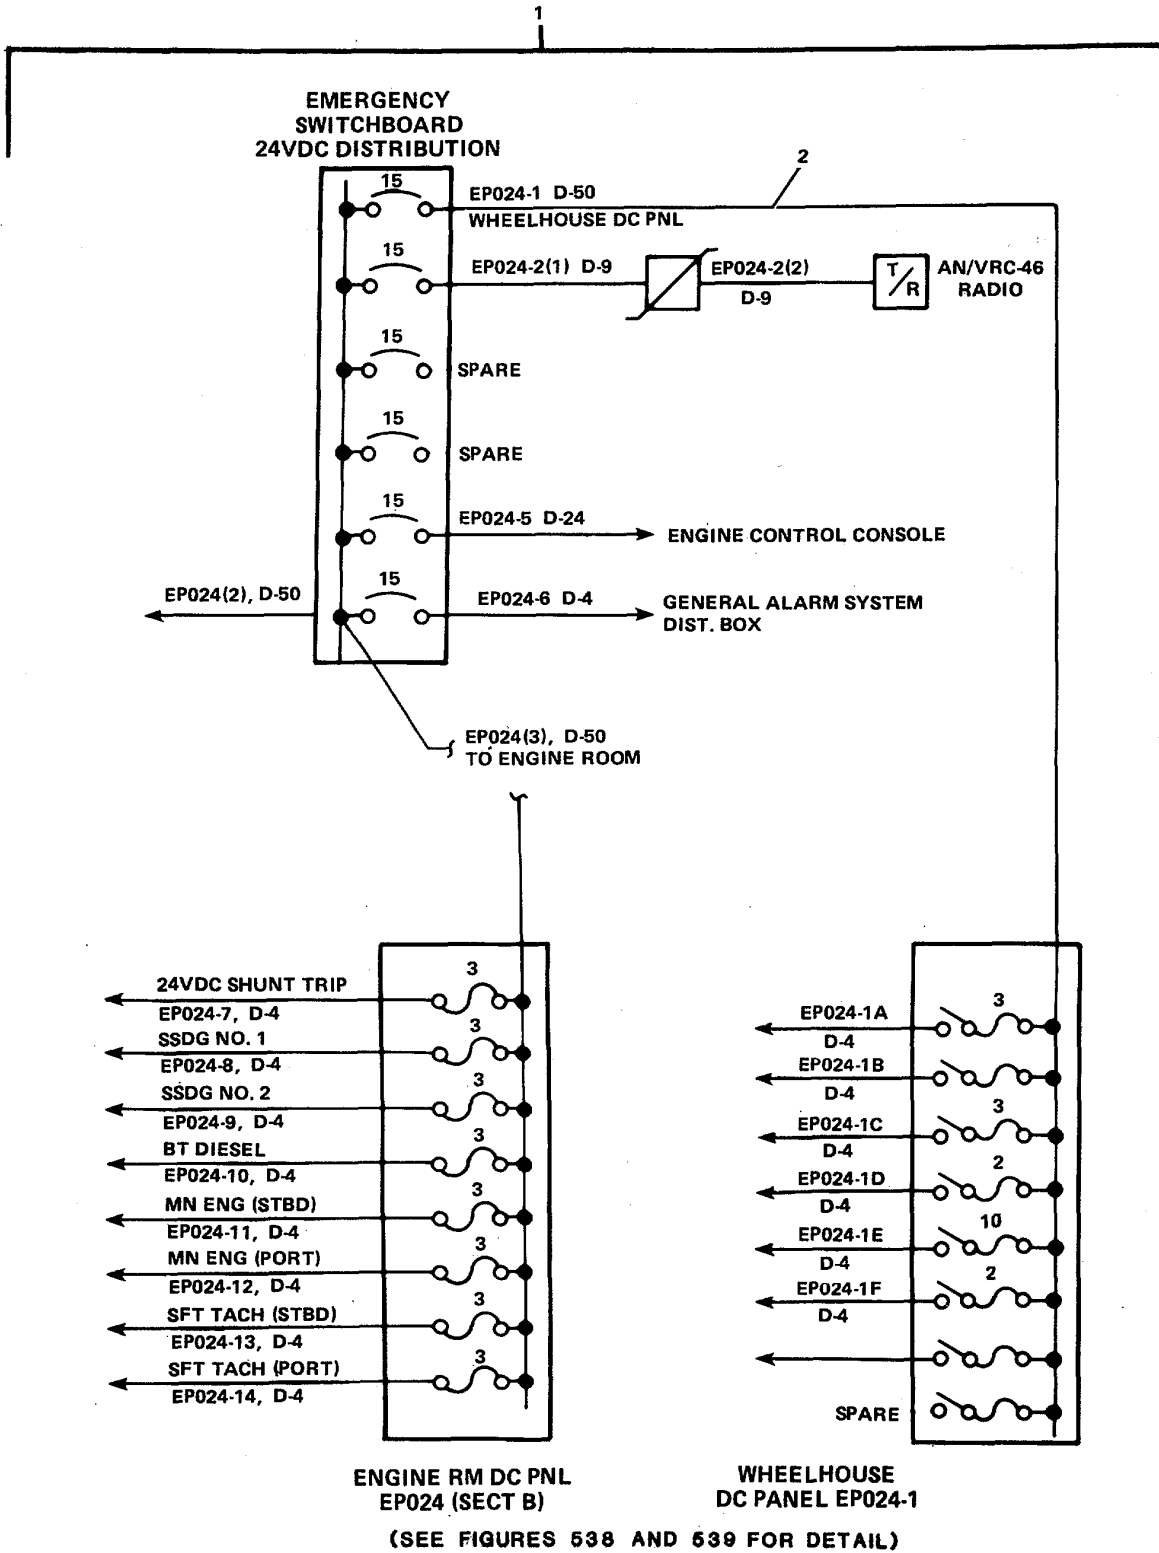 1
EMERGENCY
SWITCHBOARD
24VDC DISTRIBUTION
2
15
EP024-1 D-50
WHEELHOUSE DC PNL
15
EP024-2(1) D-9
EP024-2(2)
D-9
T/R
AN/VRC-46
RADIO
15
SPARE
15
SPARE
15
EP024-5 D-24
ENGINE CONTROL CONSOLE
EP024(2), D-50
15
EP024-6 D-4
GENERAL ALARM SYSTEM
DIST. BOX
EP024(3), D-50
TO ENGINE ROOM
24VDC SHUNT TRIP
3
EP024-7, D-4
SSDG NO. 1
3
EP024-8, D-4
SSDG NO. 2
3
EP024-9, D-4
BT DIESEL
3
EP024-10, D-4
MN ENG (STBD)
3
EP024-11, D-4
MN ENG (PORT)
3
EP024-12, D-4
SFT TACH (STBD)
3
EP024-13, D-4
SFT TACH (PORT)
3
EP024-14, D-4
ENGINE RM DC PNL
EP024 (SECT B)
EP024-1A
3
D-4
EP024-1B
D-4
EP024-1C
3
D-4
EP024-1D
2
D-4
EP024-1E
10
D-4
EP024-1F
2
D-4
SPARE
WHEELHOUSE
DC PANEL EP024-1
(SEE FIGURES 538 AND 539 FOR DETAIL)